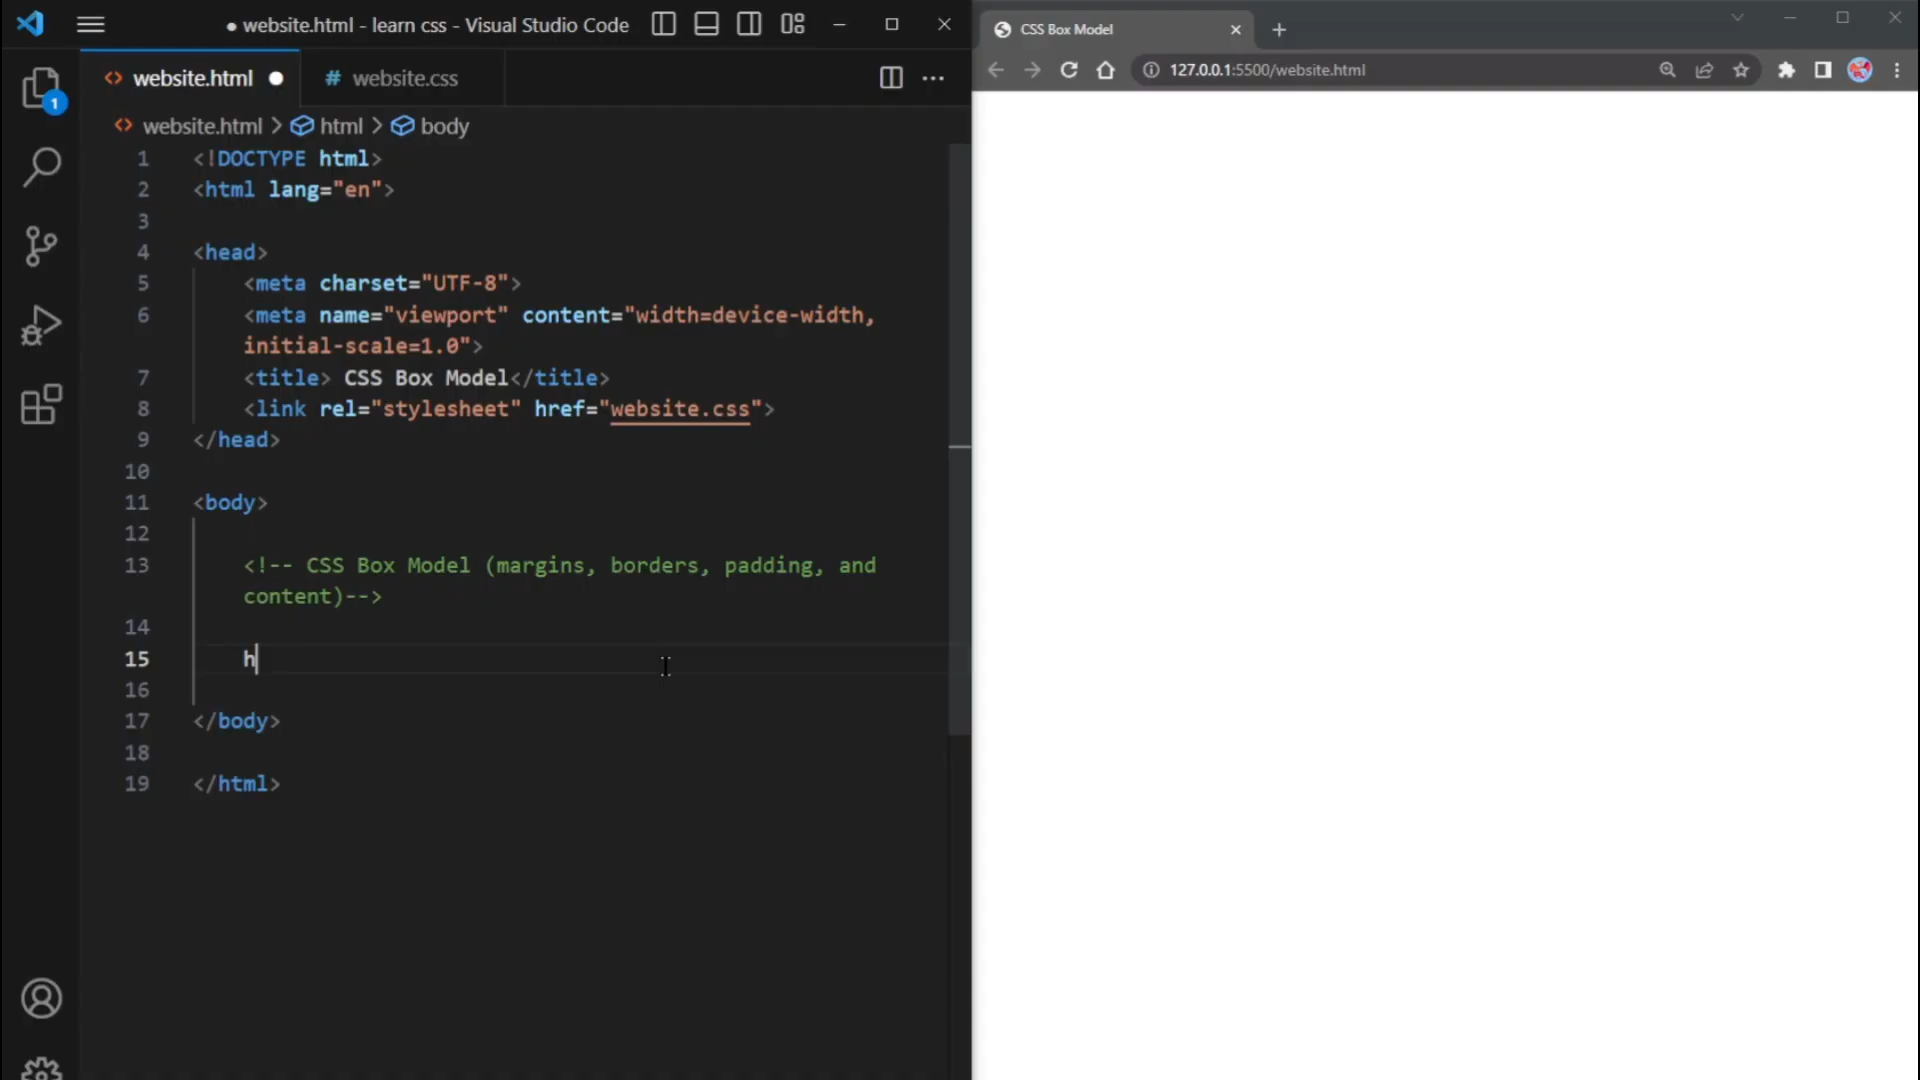 ● website.html - learn css - Visual Studio Code
website.html
# website.css
1
website.html > html > body
1 <!DOCTYPE html>
2 <html lang="en">
3
4 <head>
5 <meta charset="UTF-8">
6 <meta name="viewport" content="width=device-width,
initial-scale=1.0">
7 <title> CSS Box Model</title>
8 <link rel="stylesheet" href="website.css">
9 </head>
10
11 <body>
12
13 <!-- CSS Box Model (margins, borders, padding, and
content)-->
14
15 h
16
17 </body>
18
19 </html>
CSS Box Model
127.0.0.1:5500/website.html